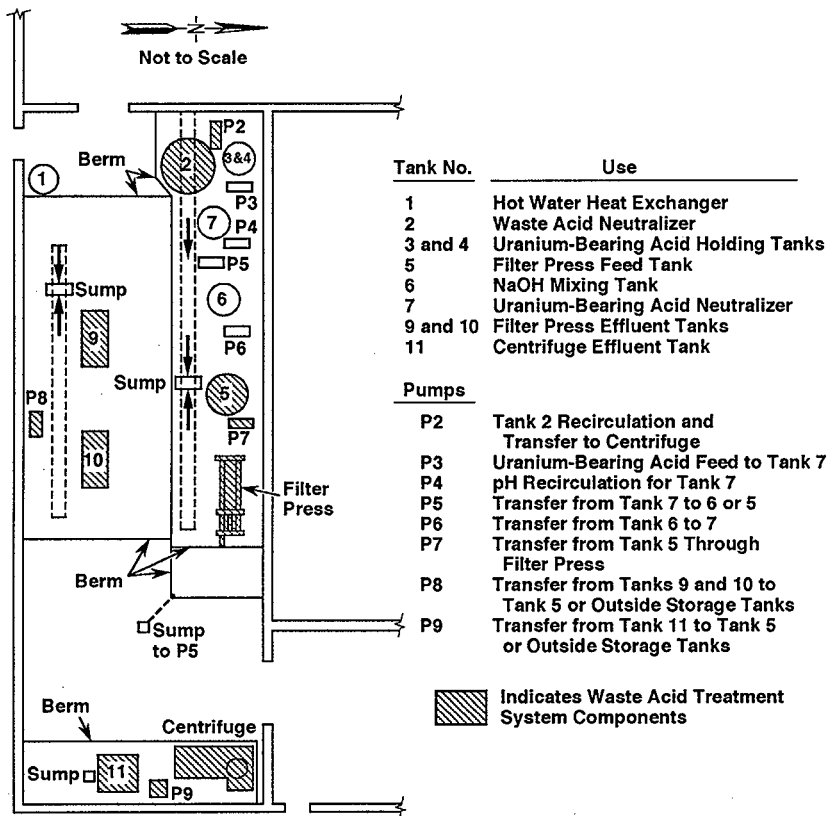 N
Not to Scale
P2
2
3&4
Berm
1
P3
7
P4
P5
Sump
6
9
P6
Sump
5
P8
P7
10
Filter
Press
Berm
Sump
to P5
Berm
Centrifuge
Sump
11
P9
Tank No. Use
1 Hot Water Heat Exchanger
2 Waste Acid Neutralizer
3 and 4 Uranium-Bearing Acid Holding Tanks
5 Filter Press Feed Tank
6 NaOH Mixing Tank
7 Uranium-Bearing Acid Neutralizer
9 and 10 Filter Press Effluent Tanks
11 Centrifuge Effluent Tank
Pumps
P2 Tank 2 Recirculation and
Transfer to Centrifuge
P3 Uranium-Bearing Acid Feed to Tank 7
P4 pH Recirculation for Tank 7
P5 Transfer from Tank 7 to 6 or 5
P6 Transfer from Tank 6 to 7
P7 Transfer from Tank 5 Through
Filter Press
P8 Transfer from Tanks 9 and 10 to
Tank 5 or Outside Storage Tanks
P9 Transfer from Tank 11 to Tank 5
or Outside Storage Tanks
Indicates Waste Acid Treatment
System Components